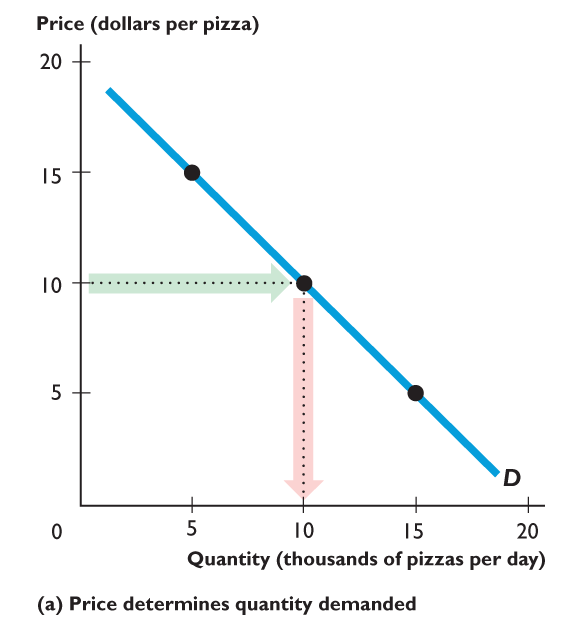 Price (dollars per pizza)
20
15
10
5
D
0
5
10
15
20
Quantity (thousands of pizzas per day)
(a) Price determines quantity demanded